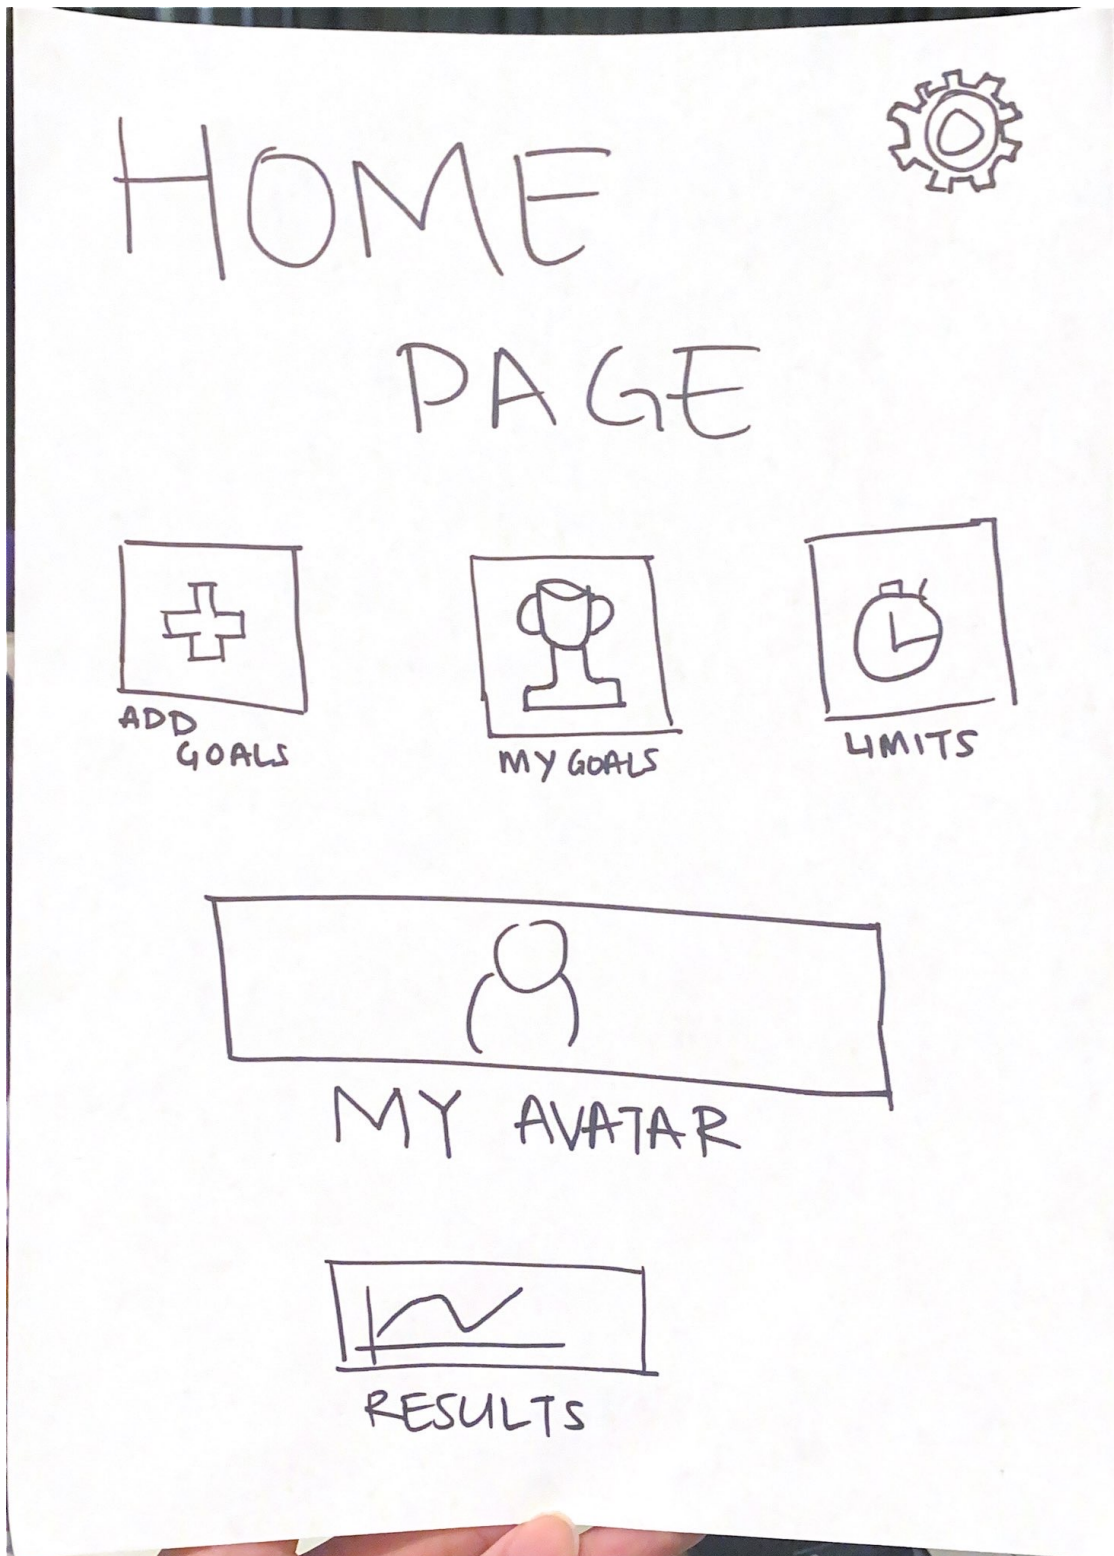 HOME
PAGE
ADD
GOALS
MY GOALS
LIMITS
MY AVATAR
RESULTS